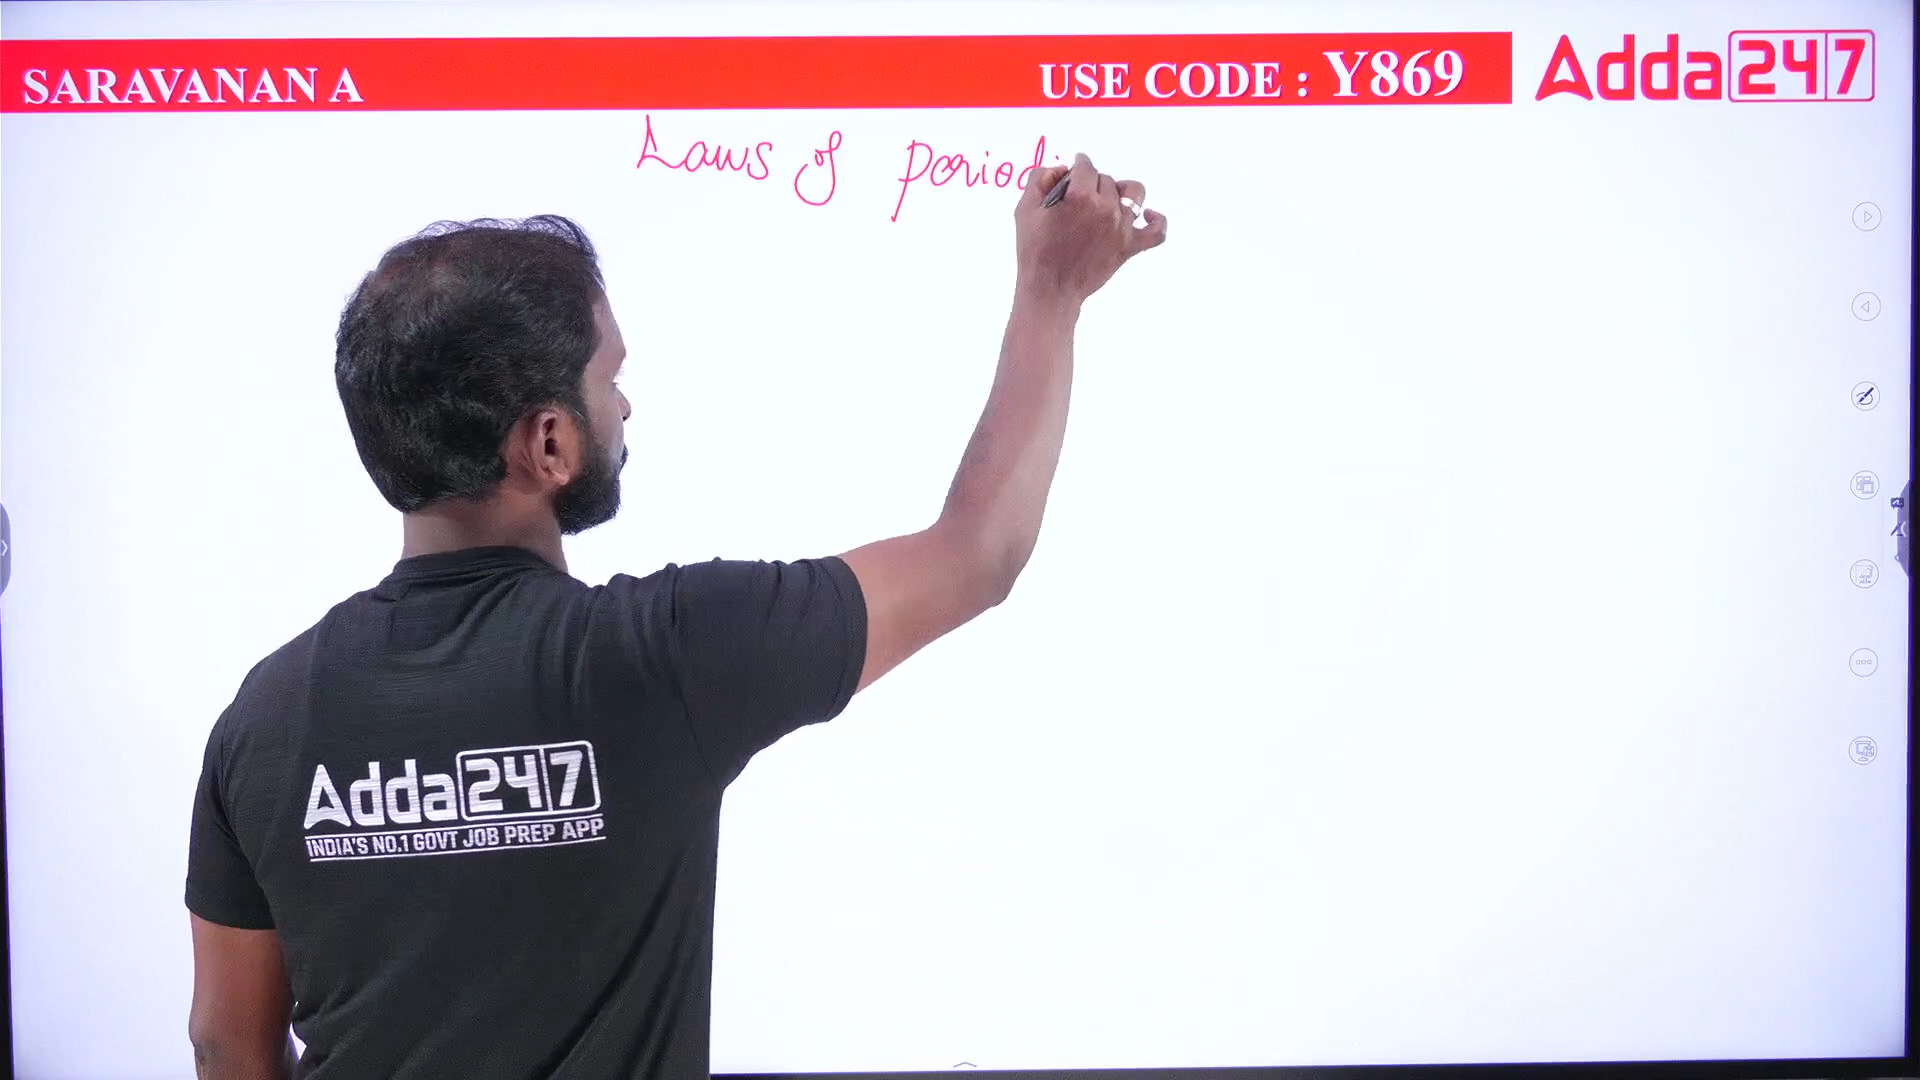 SARAVANAN A
USE CODE : Y869
Adda247
Laws of periodi
Adda247
INDIA'S NO.1 GOVT JOB PREP APP